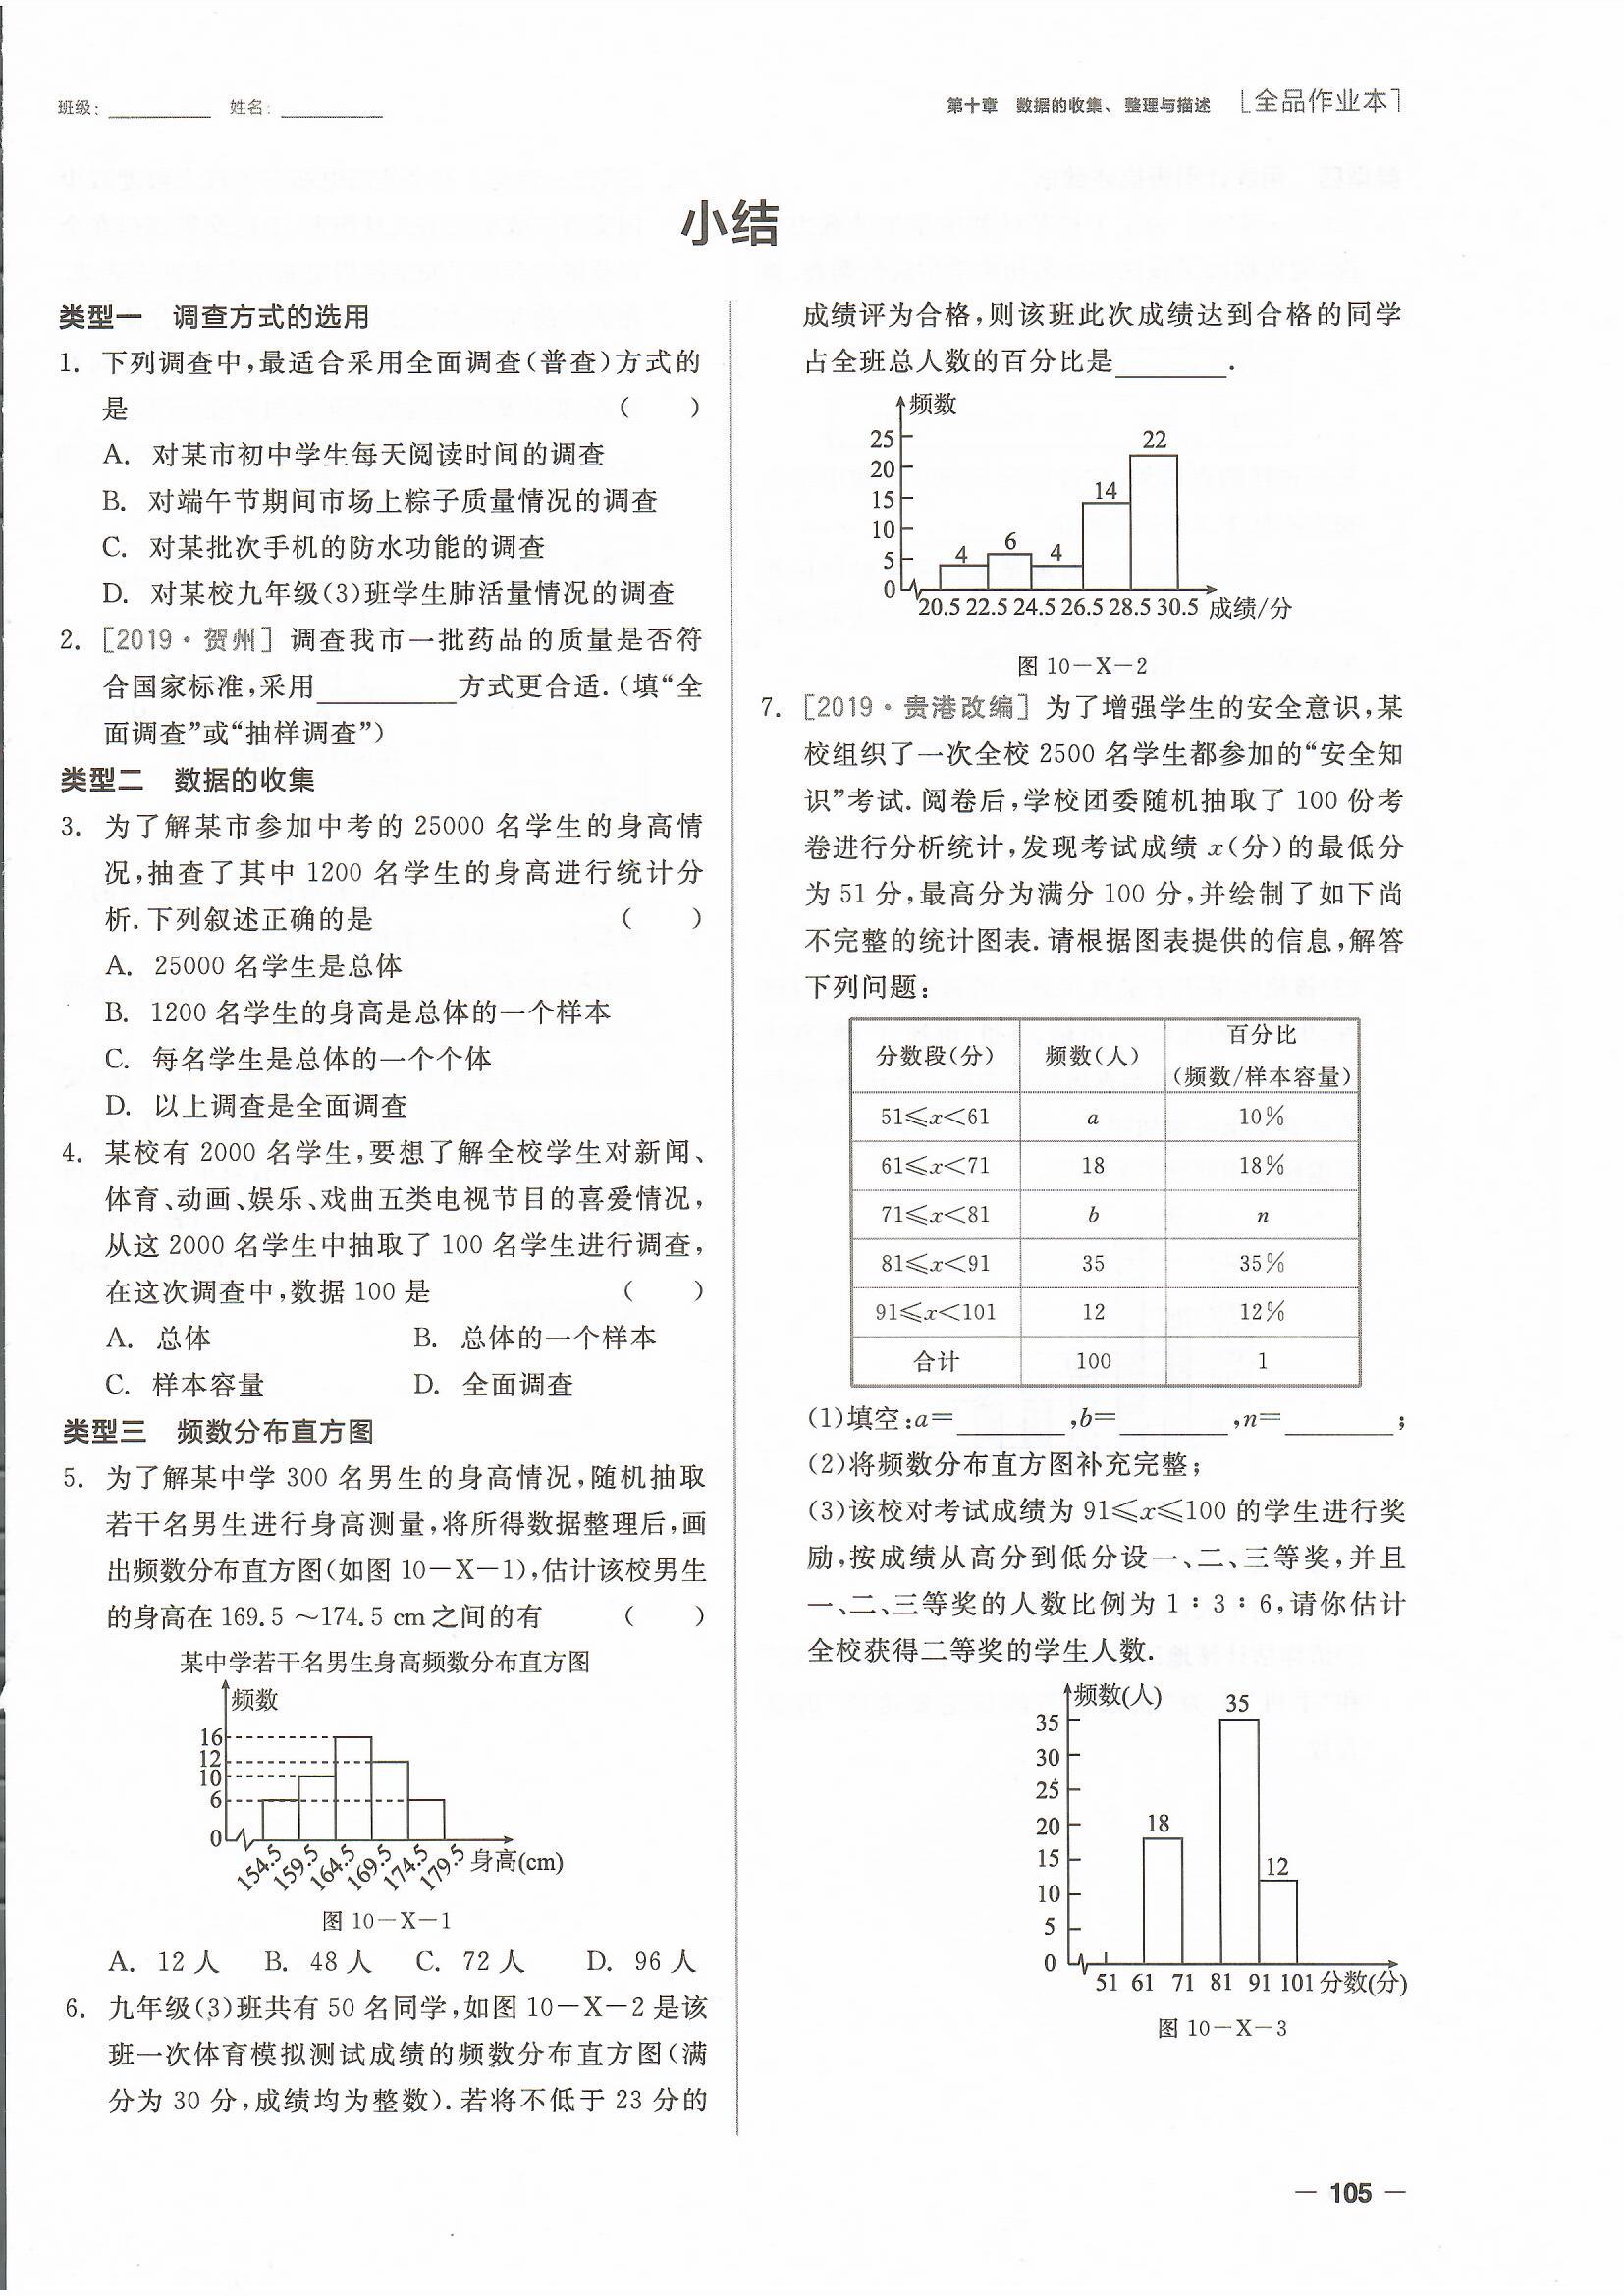 班级： 姓名：
第十章 数据的收集、整理与描述 [全品作业本]
小结
类型一 调查方式的选用
1. 下列调查中，最适合采用全面调查（普查）方式的
是 （ ）
A. 对某市初中学生每天阅读时间的调查
B. 对端午节期间市场上粽子质量情况的调查
C. 对某批次手机的防水功能的调查
D. 对某校九年级（3）班学生肺活量情况的调查
2. [2019·贺州] 调查我市一批药品的质量是否符
合国家标准，采用________方式更合适.（填“全
面调查”或“抽样调查”）
类型二 数据的收集
3. 为了解某市参加中考的 25000 名学生的身高情
况，抽查了其中 1200 名学生的身高进行统计分
析. 下列叙述正确的是 （ ）
A. 25000 名学生是总体
B. 1200 名学生的身高是总体的一个样本
C. 每名学生是总体的一个个体
D. 以上调查是全面调查
4. 某校有 2000 名学生，要想了解全校学生对新闻、
体育、动画、娱乐、戏曲五类电视节目的喜爱情况，
从这 2000 名学生中抽取了 100 名学生进行调查，
在这次调查中，数据 100 是 （ ）
A. 总体 B. 总体的一个样本
C. 样本容量 D. 全面调查
类型三 频数分布直方图
5. 为了解某中学 300 名男生的身高情况，随机抽取
若干名男生进行身高测量，将所得数据整理后，画
出频数分布直方图（如图 10－X－1），估计该校男生
的身高在 169.5～174.5 cm 之间的有 （ ）
某中学若干名男生身高频数分布直方图
频数
16
12
10
6
0
154.5 159.5 164.5 169.5 174.5 179.5 身高(cm)
图 10－X－1
A. 12 人 B. 48 人 C. 72 人 D. 96 人
6. 九年级（3）班共有 50 名同学，如图 10－X－2 是该
班一次体育模拟测试成绩的频数分布直方图（满
分为 30 分，成绩均为整数）. 若将不低于 23 分的
成绩评为合格，则该班此次成绩达到合格的同学
占全班总人数的百分比是________.
频数
25
20
15
10
5
0
4 6 4 14 22
20.5 22.5 24.5 26.5 28.5 30.5 成绩/分
图 10－X－2
7. [2019·贵港改编] 为了增强学生的安全意识，某
校组织了一次全校 2500 名学生都参加的“安全知
识”考试. 阅卷后，学校团委随机抽取了 100 份考
卷进行分析统计，发现考试成绩 x（分）的最低分
为 51 分，最高分为满分 100 分，并绘制了如下尚
不完整的统计图表. 请根据图表提供的信息，解答
下列问题：
分数段（分） 频数（人） 百分比（频数/样本容量）
51≤x<61 a 10%
61≤x<71 18 18%
71≤x<81 b n
81≤x<91 35 35%
91≤x<101 12 12%
合计 100 1
（1）填空：a＝________，b＝________，n＝________；
（2）将频数分布直方图补充完整；
（3）该校对考试成绩为 91≤x≤100 的学生进行奖
励，按成绩从高分到低分设一、二、三等奖，并且
一、二、三等奖的人数比例为 1：3：6，请你估计
全校获得二等奖的学生人数.
频数(人)
35
30
25
20
15
10
5
0
18 35 12
51 61 71 81 91 101 分数(分)
图 10－X－3
— 105 —